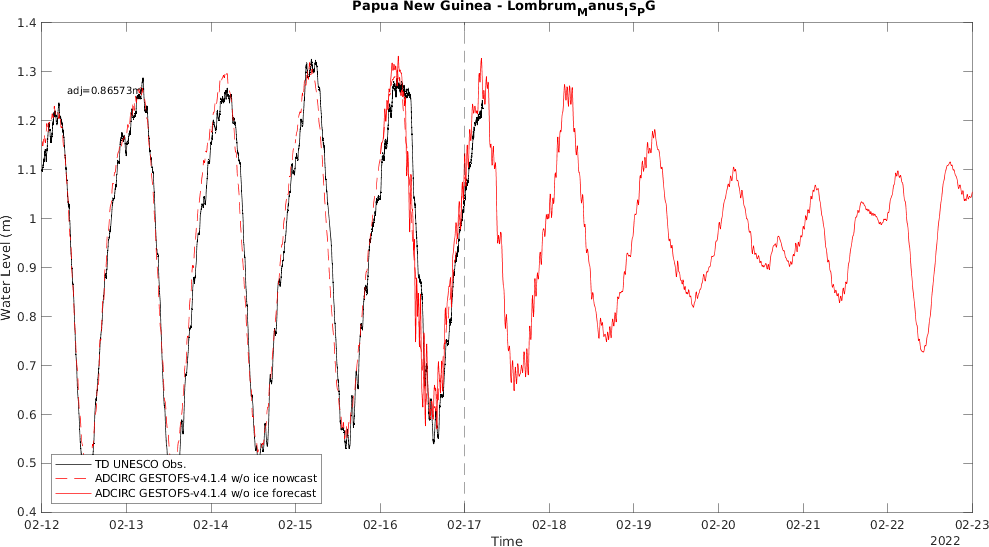 Papua New Guinea - LombrumManusIsPG
1.4
1.3
1.2
1.1
1
0.9
0.8
0.7
0.6
0.5
0.4
Water Level (m)
adj=0.86573m
TD UNESCO Obs.
ADCIRC GESTOFS-v4.1.4 w/o ice nowcast
ADCIRC GESTOFS-v4.1.4 w/o ice forecast
02-12 02-13 02-14 02-15 02-16 02-17 02-18 02-19 02-20 02-21 02-22 02-23
Time
2022